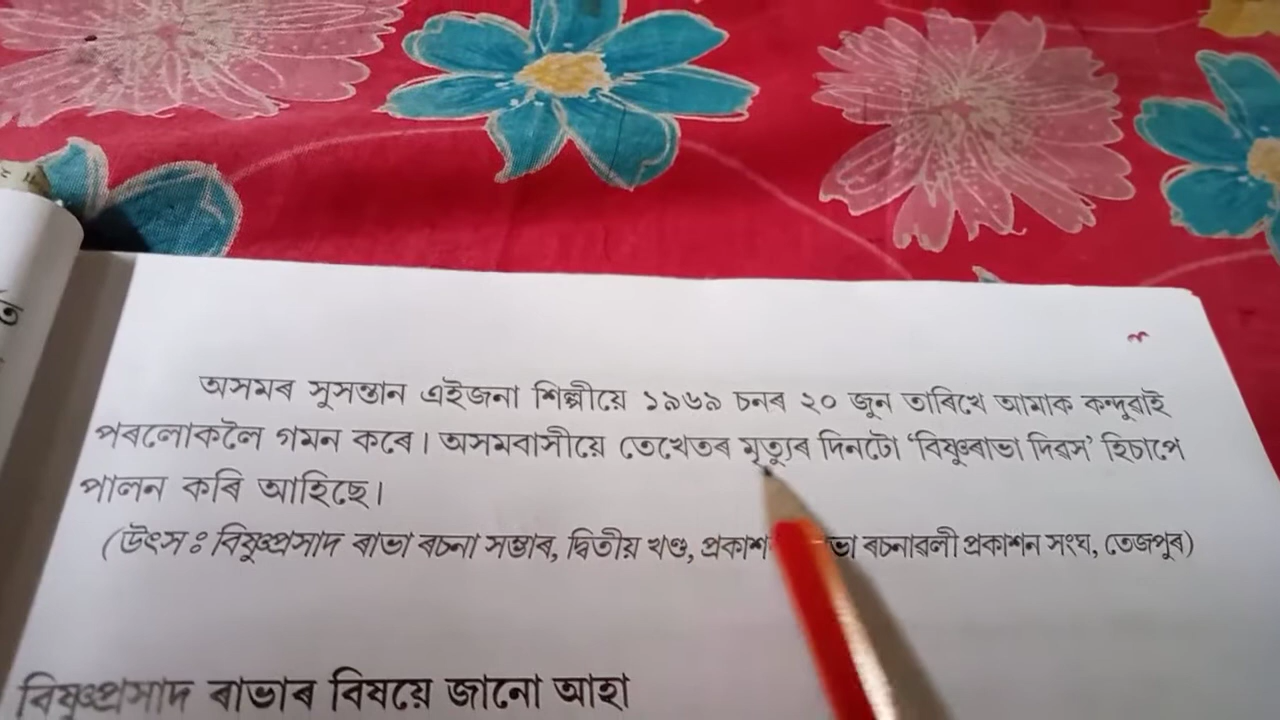 অসমৰ সুসন্তান এইজনা শিল্পীয়ে ১৯৬৯ চনৰ ২০ জুন তাৰিখে আমাক কন্দুৱাই
পৰলোকলৈ গমন কৰে। অসমবাসীয়ে তেখেতৰ মৃত্যুৰ দিনটো ‘বিষ্ণুৰাভা দিৱস’ হিচাপে
পালন কৰি আহিছে।
(উৎস ঃ বিষ্ণুপ্ৰসাদ ৰাভা ৰচনা সম্ভাৰ, দ্বিতীয় খণ্ড, প্ৰকাশ ভা ৰচনাৱলী প্ৰকাশন সংঘ, তেজপুৰ)
বিষ্ণুপ্ৰসাদ ৰাভাৰ বিষয়ে জানো আহা